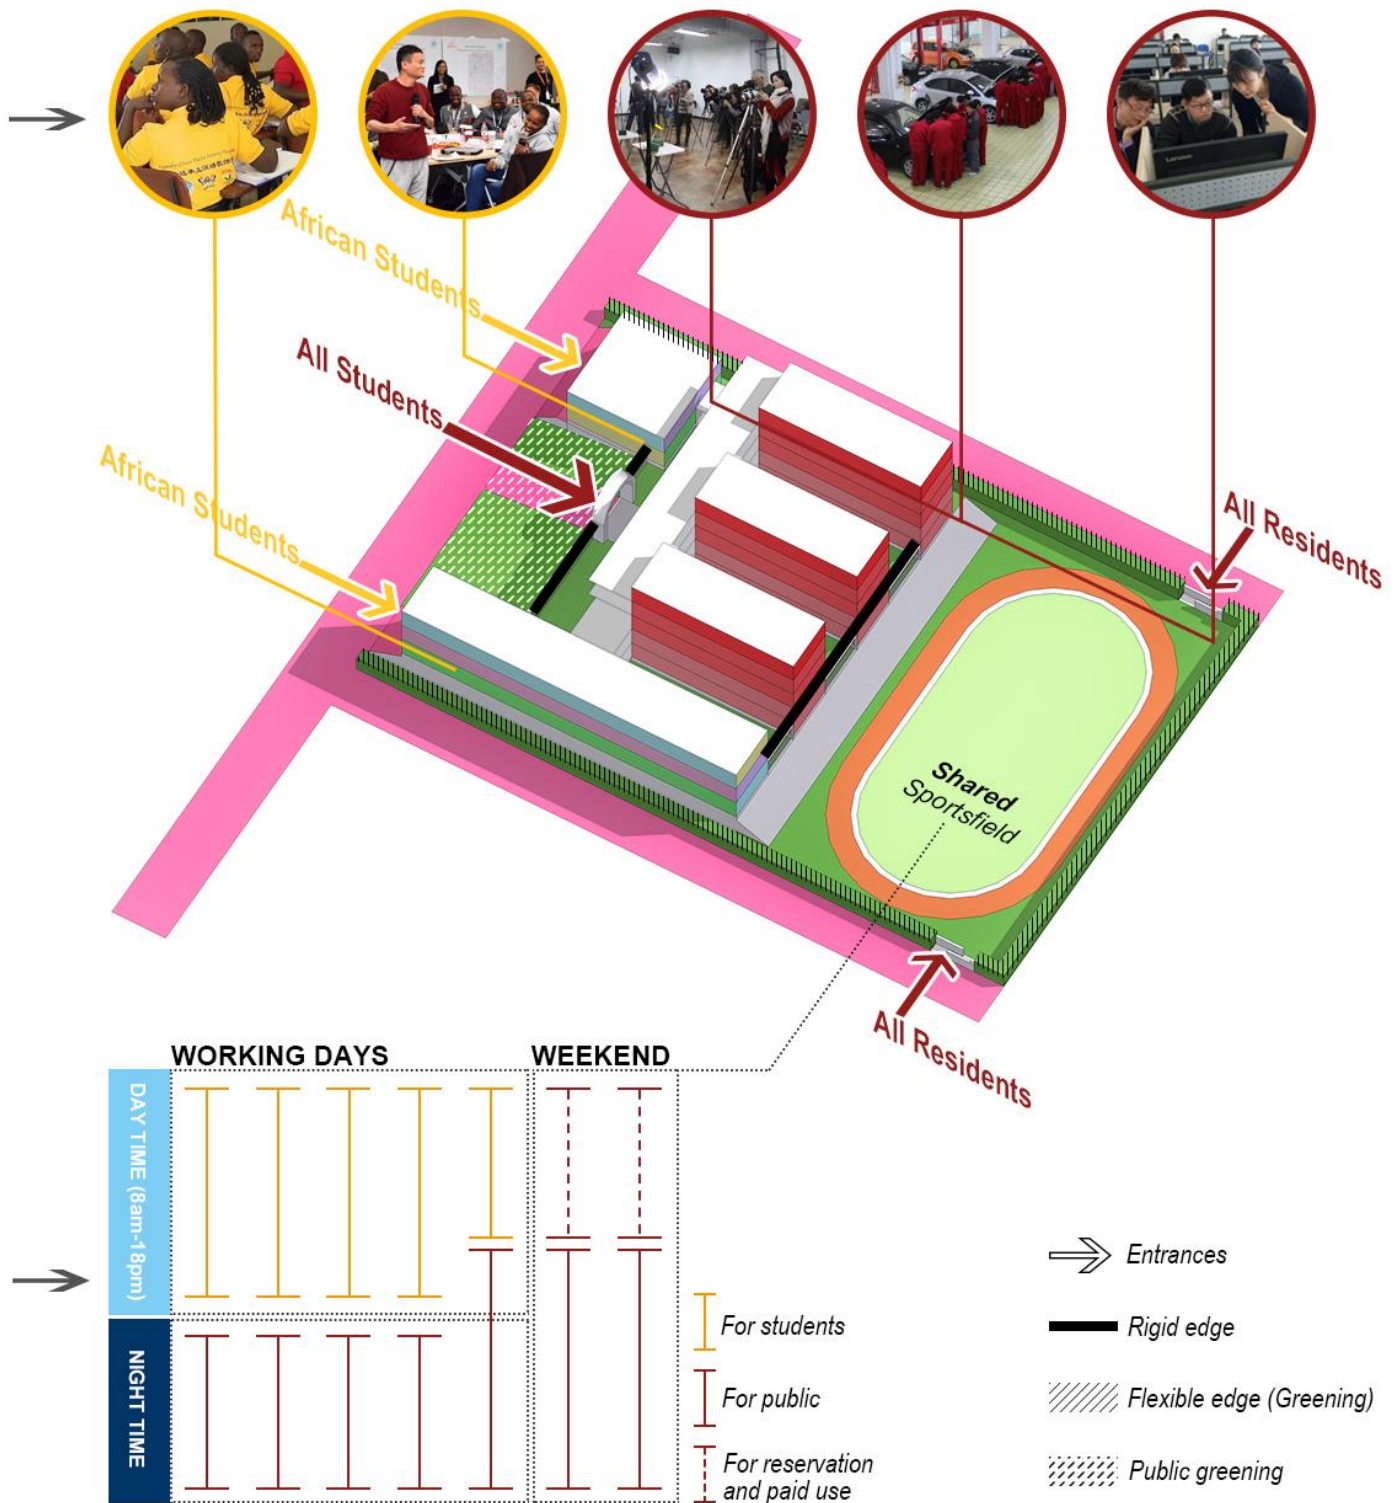 African Students
All Students
African Students
All Residents
Shared
Sportsfield
All Residents
WORKING DAYS
WEEKEND
DAY TIME (8am-18pm)
NIGHT TIME
For students
For public
For reservation
and paid use
Entrances
Rigid edge
Flexible edge (Greening)
Public greening